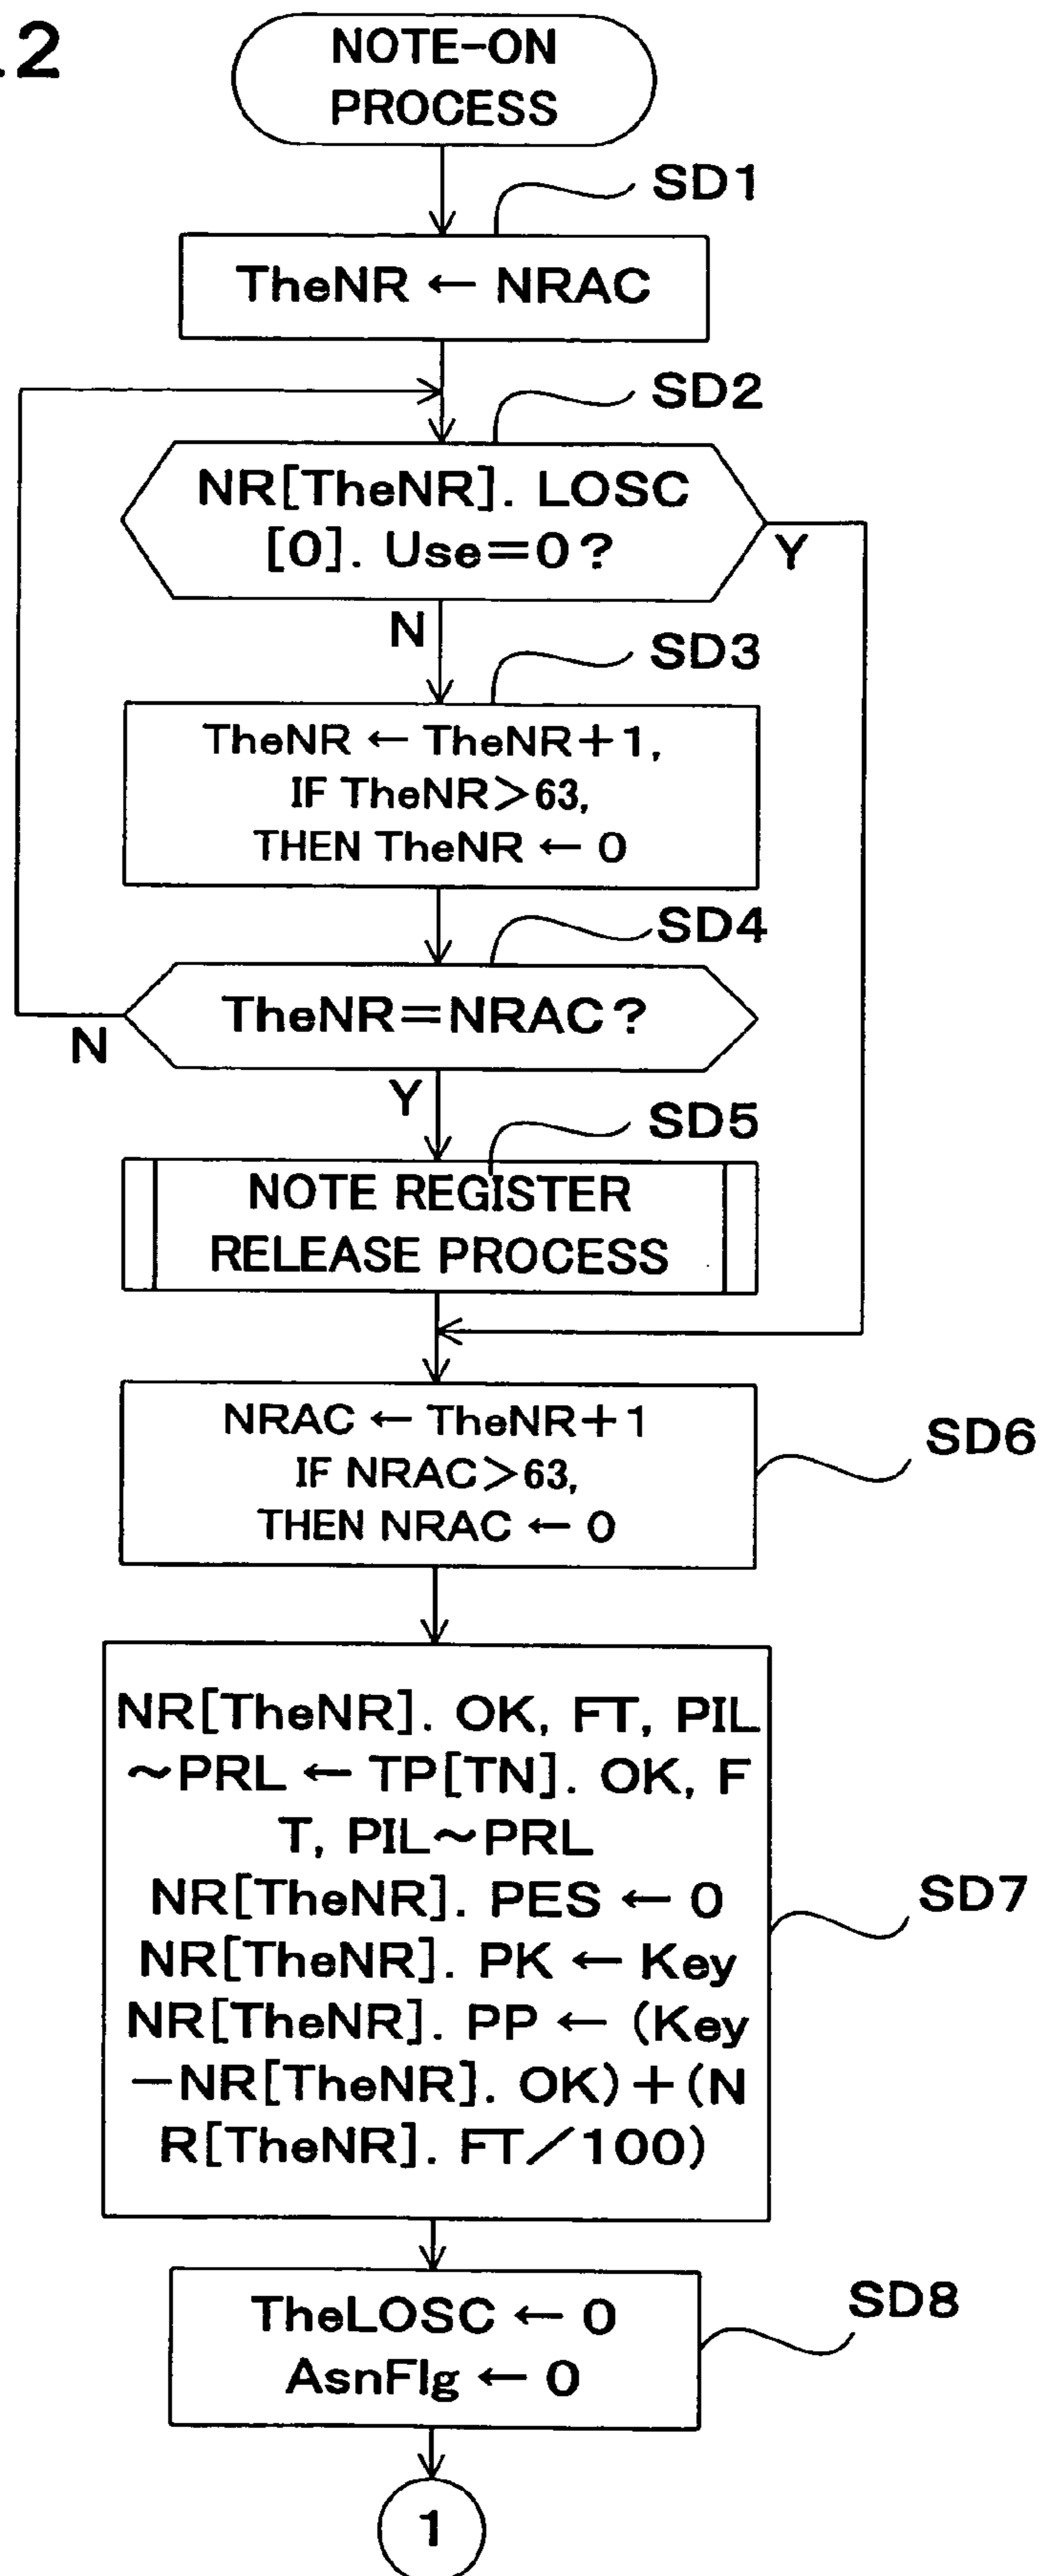 .2
NOTE-ON
PROCESS
SD1
TheNR ← NRAC
SD2
NR[TheNR]. LOSC
[0]. Use=0?
Y
N
SD3
TheNR ← TheNR+1,
IF TheNR>63,
THEN TheNR ← 0
SD4
TheNR=NRAC?
N
Y
SD5
NOTE REGISTER
RELEASE PROCESS
NRAC ← TheNR+1
IF NRAC>63,
THEN NRAC ← 0
SD6
NR[TheNR]. OK, FT, PIL
~PRL ← TP[TN]. OK, F
T, PIL~PRL
NR[TheNR]. PES ← 0
NR[TheNR]. PK ← Key
NR[TheNR]. PP ← (Key
-NR[TheNR]. OK)+(N
R[TheNR]. FT/100)
SD7
TheLOSC ← 0
AsnFlg ← 0
SD8
1